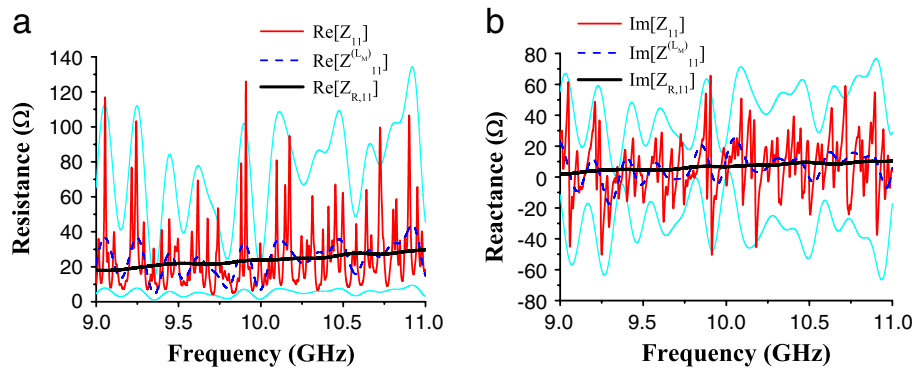 a
Re[Z11]
Re[Z(LM)11]
Re[ZR,11]
Resistance (Ω)
140
120
100
80
60
40
20
0
9.0 9.5 10.0 10.5 11.0
Frequency (GHz)
b
Im[Z11]
Im[Z(LM)11]
Im[ZR,11]
Reactance (Ω)
80
60
40
20
0
-20
-40
-60
-80
9.0 9.5 10.0 10.5 11.0
Frequency (GHz)